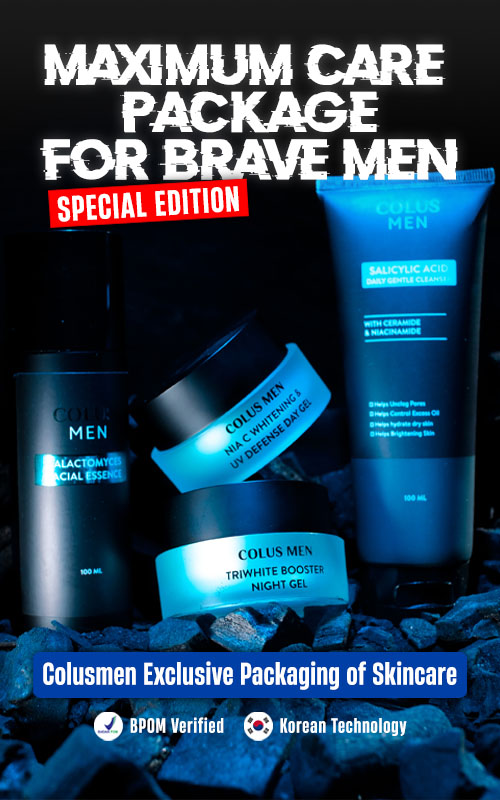 MAXIMUM CARE
PACKAGE
FOR BRAVE MEN
SPECIAL EDITION
COLUS
MEN
SALICYLIC ACID
DAILY GENTLE CLEANS
WITH CERAMIDE
& NIACINAMIDE
Helps Unclog Pores
Helps Control Excess Oil
Helps hydrate dry skin
Helps Brightening Skin
100 ML
COLUS MEN
NIA C WHITENING &
UV DEFENSE DAY GEL
COLUS
MEN
ALACTOMYCES
ACIAL ESSENCE
100 ML
COLUS MEN
TRIWHITE BOOSTER
NIGHT GEL
Colusmen Exclusive Packaging of Skincare
BPOM Verified
Korean Technology